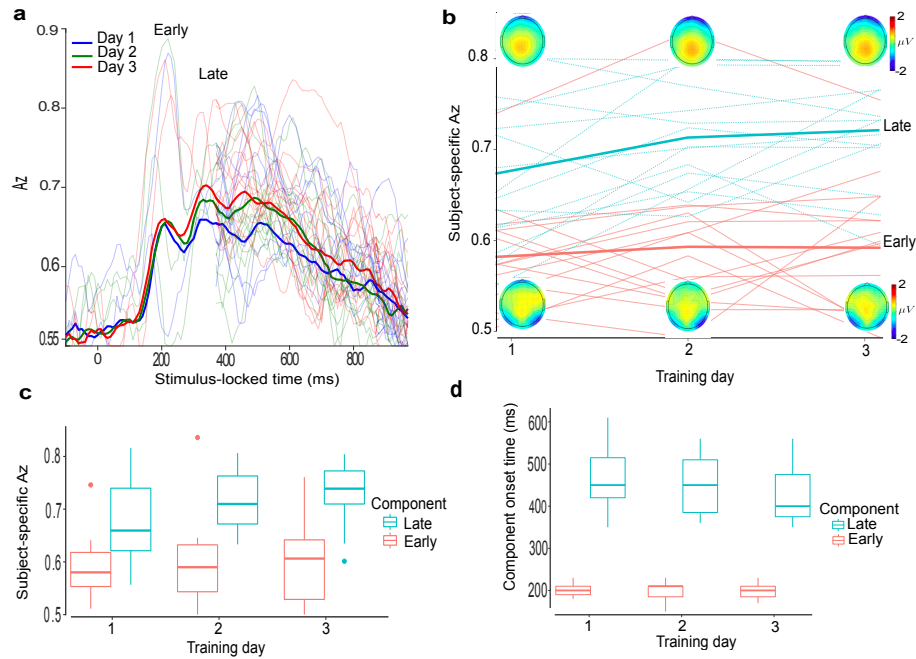 a
Early
Late
Day 1
Day 2
Day 3
Az
0.9
0.8
0.7
0.6
0.55
0
200
400
600
800
Stimulus-locked time (ms)
b
Subject-specific Az
0.8
0.7
0.6
0.5
2
μV
-2
Late
Early
2
μV
-2
1
2
3
Training day
c
Subject-specific Az
0.8
0.7
0.6
0.5
1
2
3
Training day
Component
Late
Early
d
Component onset time (ms)
600
500
400
300
200
1
2
3
Training day
Component
Late
Early